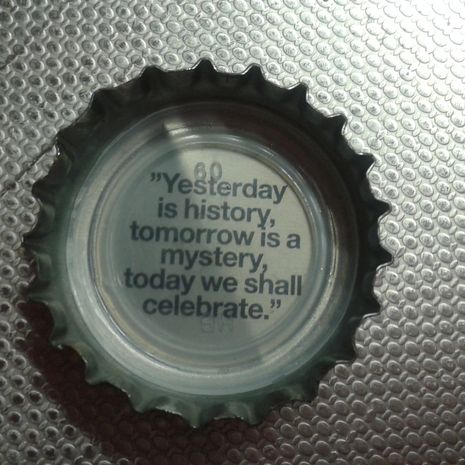 60
”Yesterday
is history,
tomorrow is a
mystery,
today we shall
celebrate.”